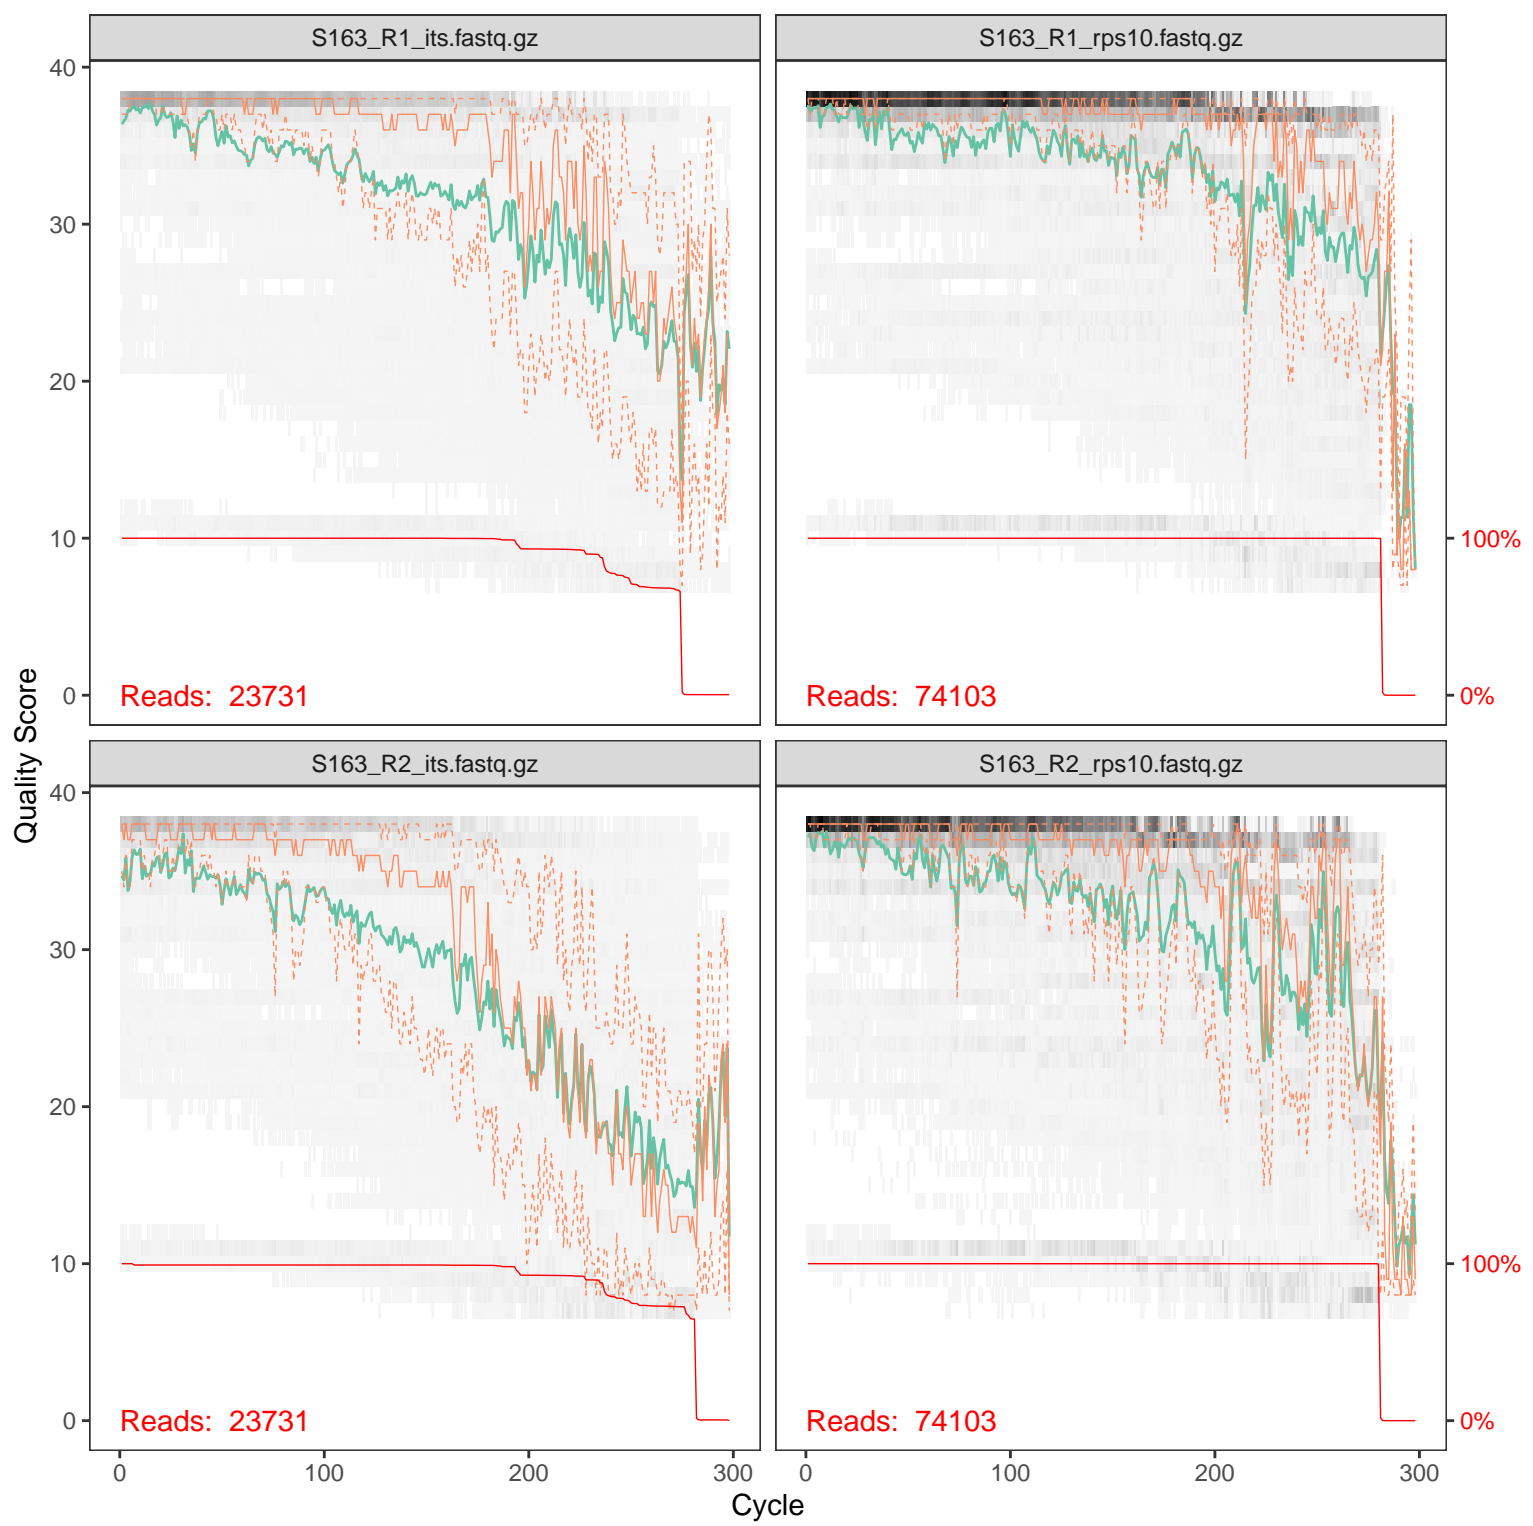 S163_R1_its.fastq.gz
S163_R1_rps10.fastq.gz
40
30
20
10
0
Reads: 23731
Reads: 74103
100%
0%
Quality Score
S163_R2_its.fastq.gz
S163_R2_rps10.fastq.gz
40
30
20
10
0
Reads: 23731
Reads: 74103
100%
0%
0 100 200 300
0 100 200 300
Cycle